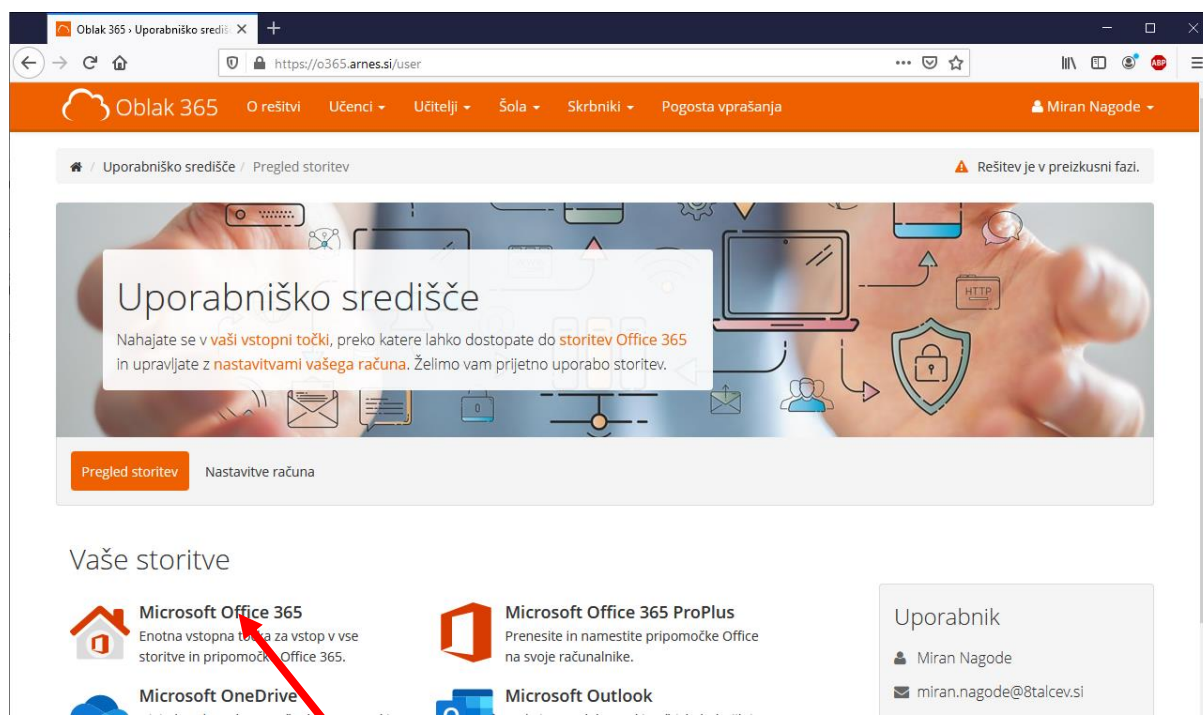 Oblak 365 › Uporabniško središ
https://o365.arnes.si/user
ABP
Oblak 365 O rešitvi Učenci Učitelji Šola Skrbniki Pogosta vprašanja Miran Nagode
/ Uporabniško središče / Pregled storitev
Rešitev je v preizkusni fazi.
HTTP
Uporabniško središče
Nahajate se v vaši vstopni točki, preko katere lahko dostopate do storitev Office 365
in upravljate z nastavitvami vašega računa. Želimo vam prijetno uporabo storitev.
Pregled storitev Nastavitve računa
Vaše storitve
Microsoft Office 365
Enotna vstopna točka za vstop v vse
storitve in pripomočke Office 365.
Microsoft Office 365 ProPlus
Prenesite in namestite pripomočke Office
na svoje računalnike.
Microsoft OneDrive
Microsoft Outlook
Uporabnik
Miran Nagode
miran.nagode@8talcev.si